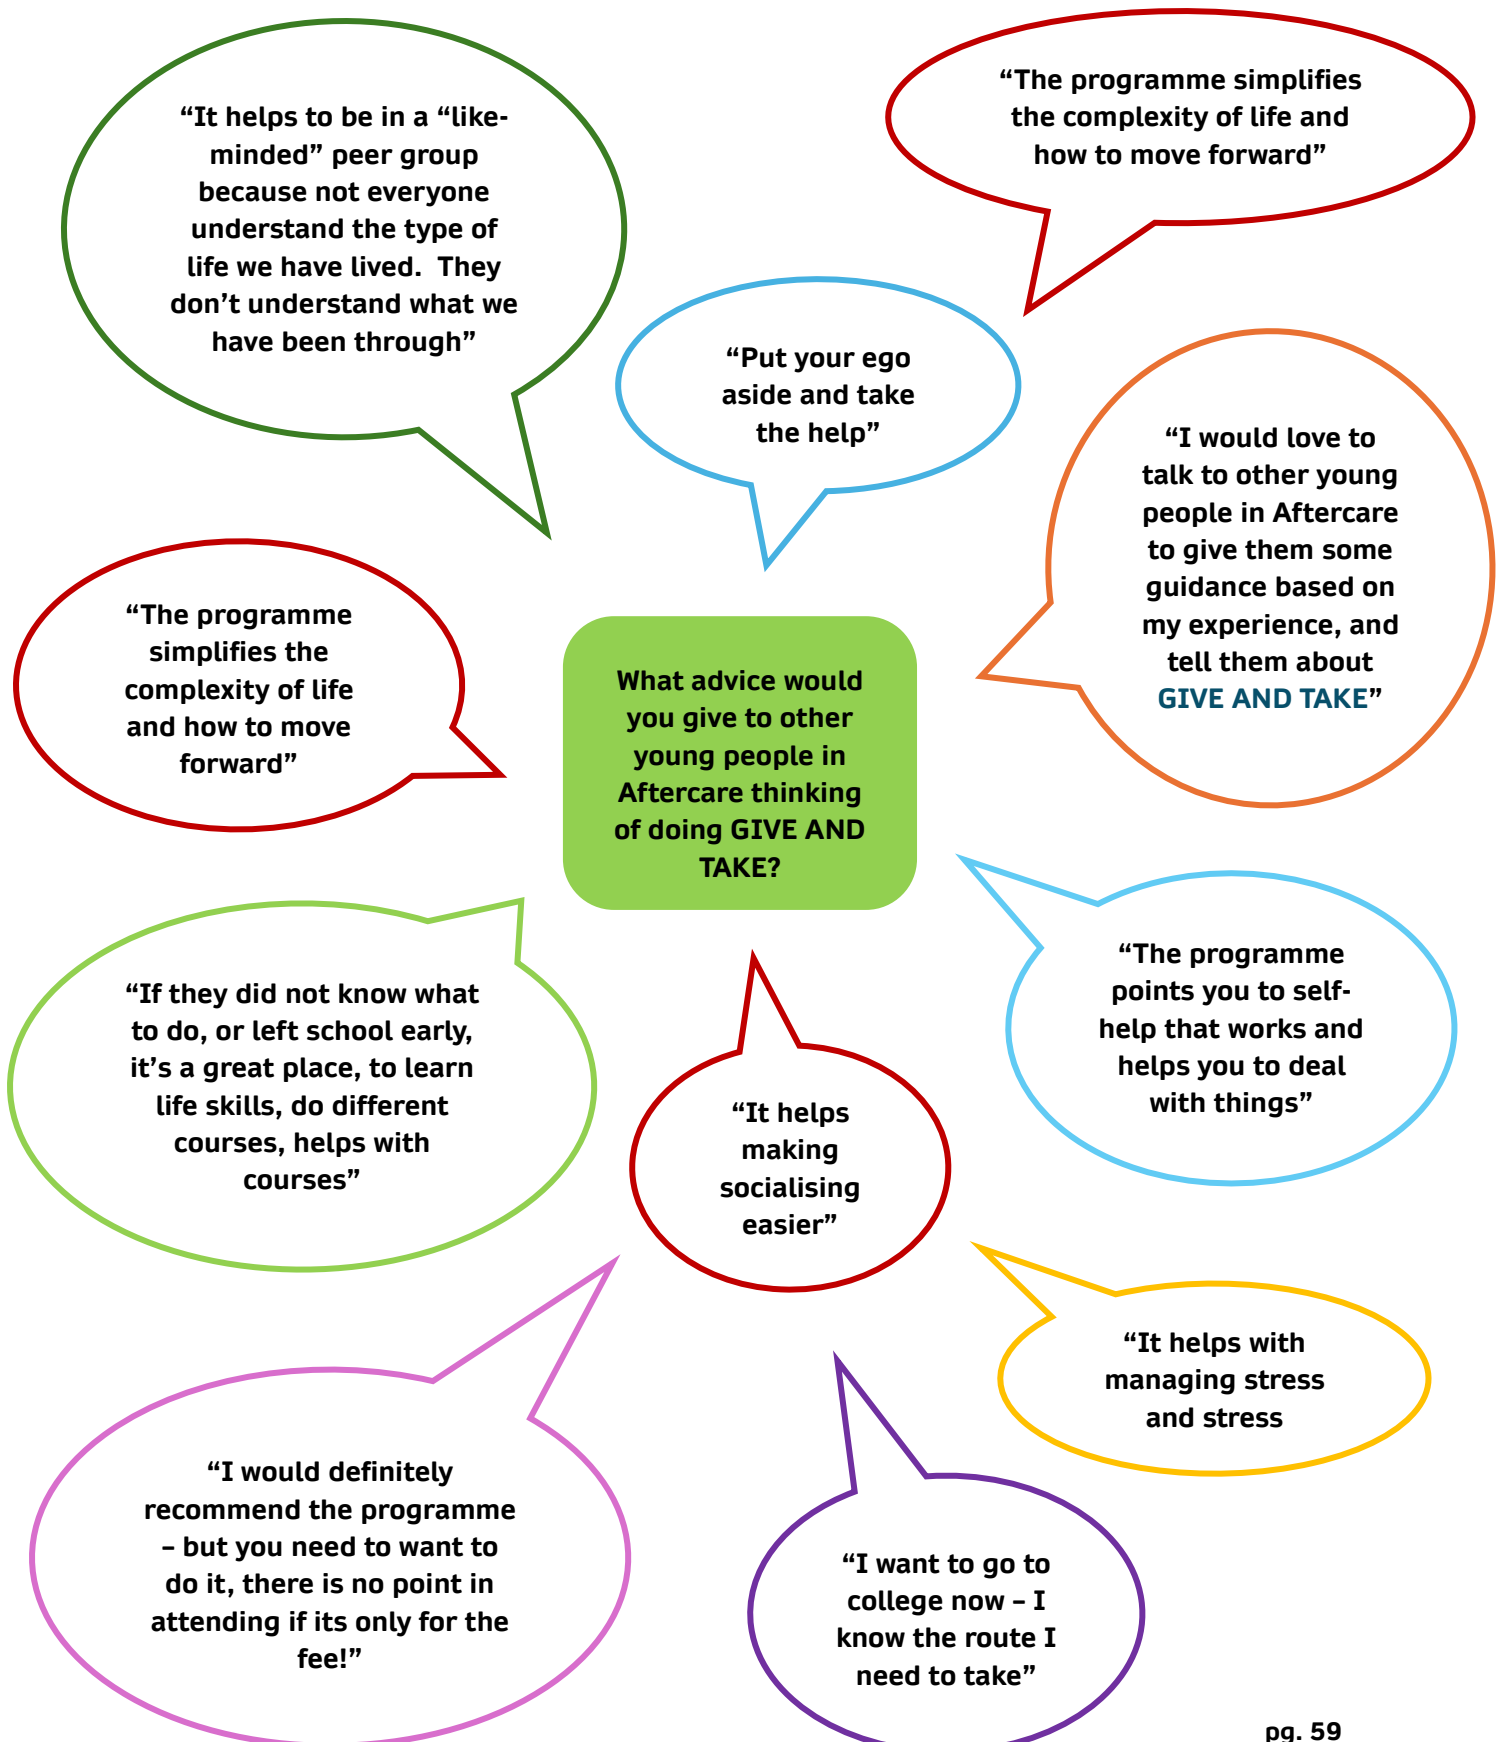 “It helps to be in a “like-
minded” peer group
because not everyone
understand the type of
life we have lived.  They
don’t understand what we
have been through”
“The programme simplifies
the complexity of life and
how to move forward”
“Put your ego
aside and take
the help”
“I would love to
talk to other young
people in Aftercare
to give them some
guidance based on
my experience, and
tell them about
GIVE AND TAKE”
“The programme
simplifies the
complexity of life
and how to move
forward”
What advice would
you give to other
young people in
Aftercare thinking
of doing GIVE AND
TAKE?
“If they did not know what
to do, or left school early,
it’s a great place, to learn
life skills, do different
courses, helps with
courses”
“The programme
points you to self-
help that works and
helps you to deal
with things”
“It helps
making
socialising
easier”
“It helps with
managing stress
and stress
“I would definitely
recommend the programme
– but you need to want to
do it, there is no point in
attending if its only for the
fee!”
“I want to go to
college now – I
know the route I
need to take”
pg. 59